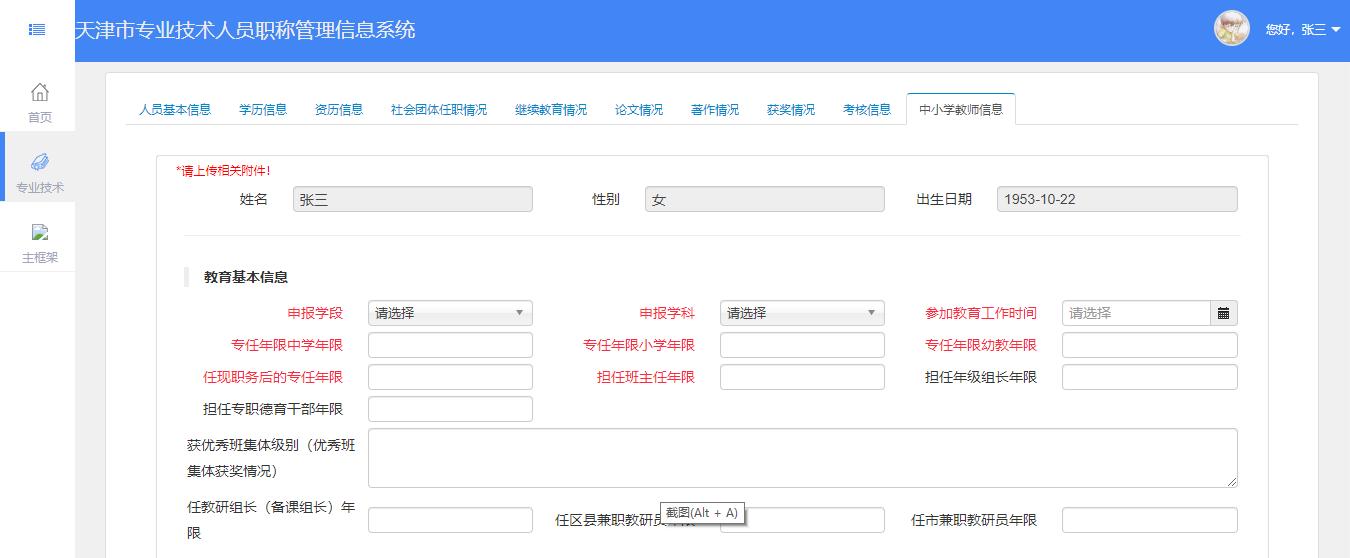 天津市专业技术人员职称管理信息系统
您好，张三
首页
专业技术
主框架
人员基本信息 学历信息 资历信息 社会团体任职情况 继续教育情况 论文情况 著作情况 获奖情况 考核信息 中小学教师信息
*请上传相关附件!
姓名 张三 性别 女 出生日期 1953-10-22
教育基本信息
申报学段 请选择 申报学科 请选择 参加教育工作时间 请选择
专任年限中学年限 专任年限小学年限 专任年限幼教年限
任现职务后的专任年限 担任班主任年限 担任年级组长年限
担任专职德育干部年限
获优秀班集体级别（优秀班
集体获奖情况）
任教研组长（备课组长）年
限
任区县兼职教研员年限 任市兼职教研员年限
截图(Alt + A)